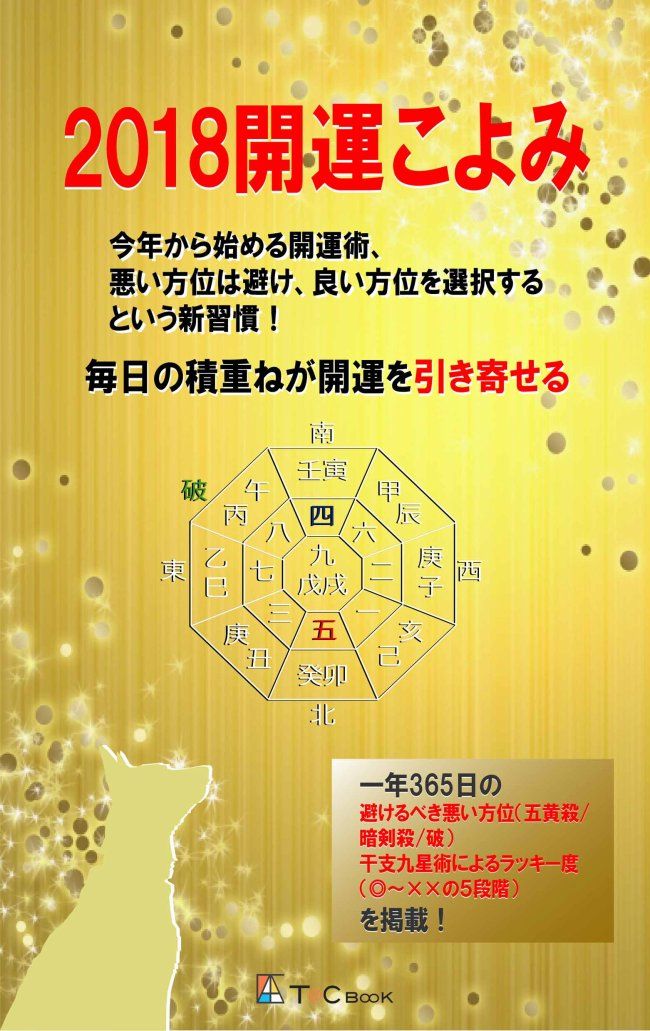 2018開運こよみ
今年から始める開運術、
悪い方位は避け、良い方位を選択する
という新習慣！
毎日の積重ねが開運を引き寄せる
南
壬寅
破
午
丙
甲
辰
四
八
六
東
乙
巳
七
九
戊戌
二
庚
子
西
三
五
一
庚
丑
亥
己
癸卯
北
一年365日の
避けるべき悪い方位（五黄殺/
暗剣殺/破）
干支九星術によるラッキー度
（◎～××の5段階）
を掲載！
TCBOOK